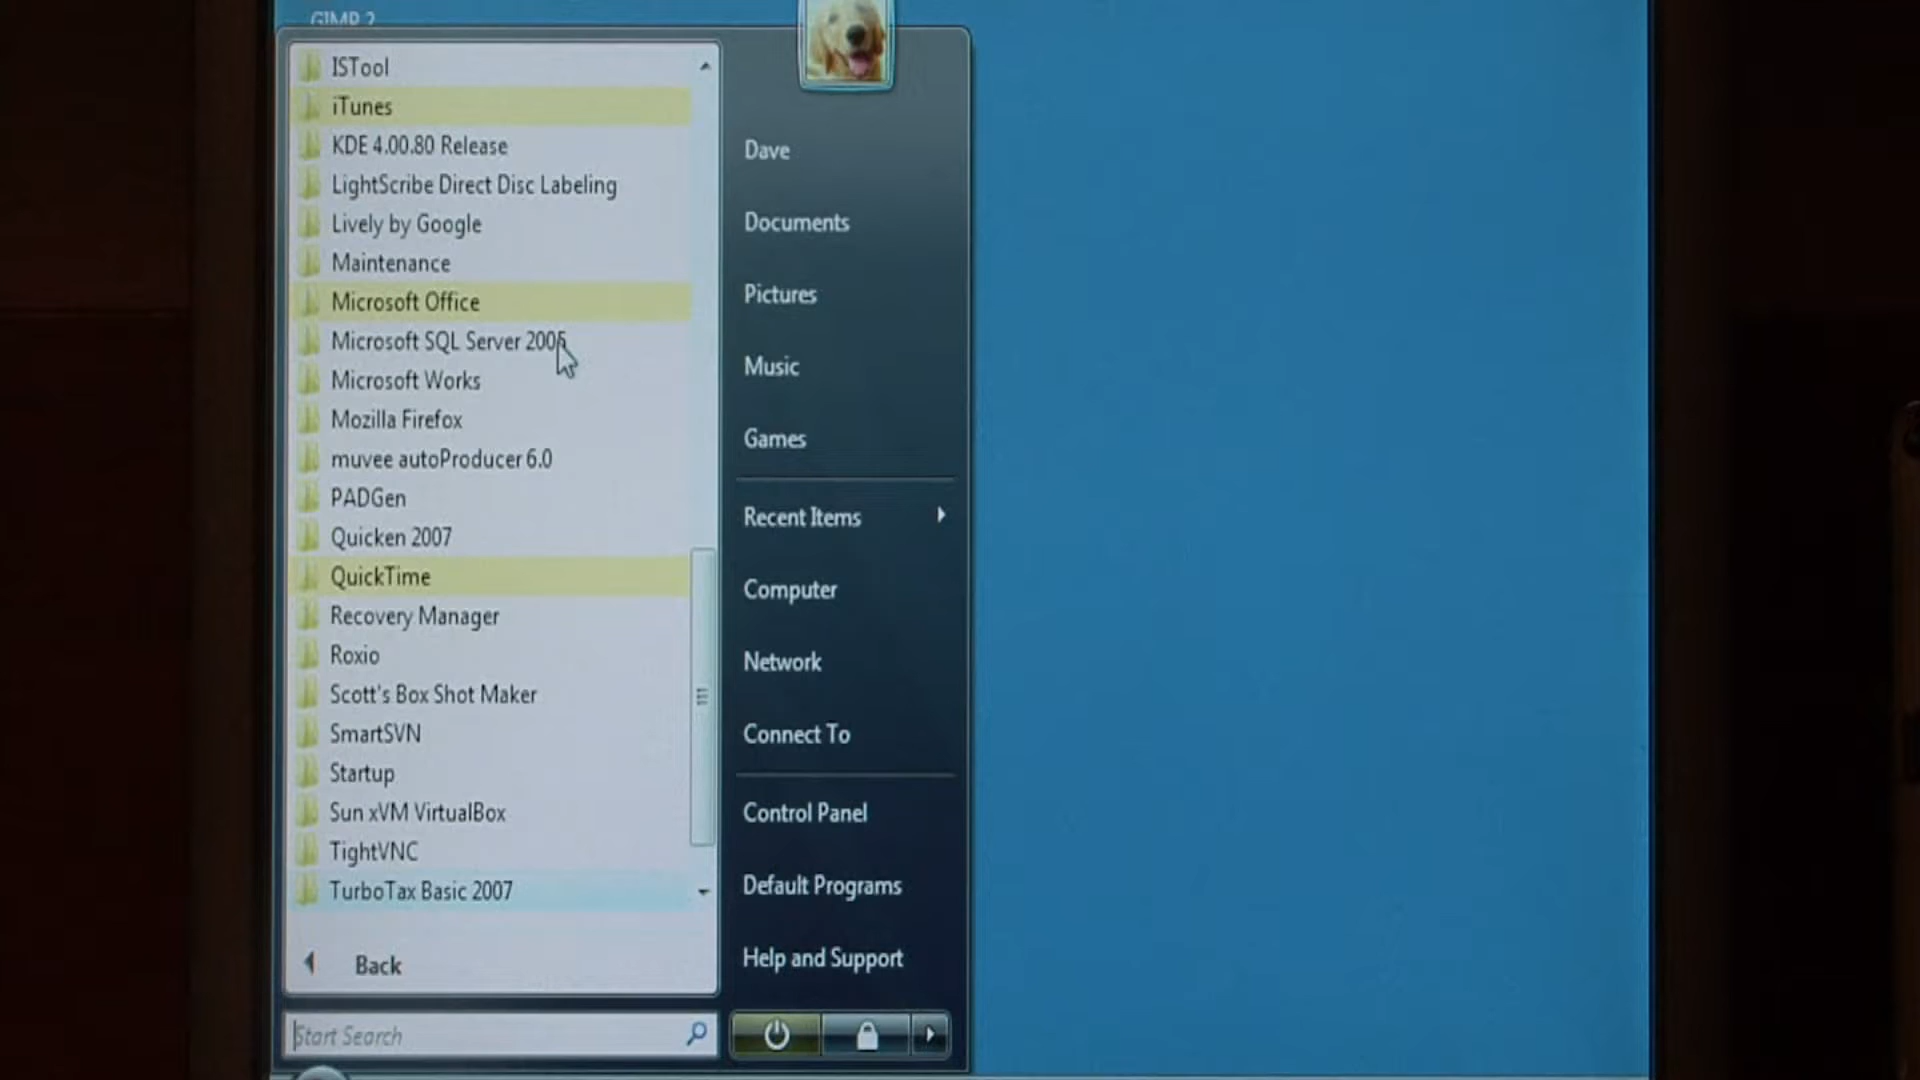 GIMP 2
ISTool
iTunes
KDE 4.00.80 Release
LightScribe Direct Disc Labeling
Lively by Google
Maintenance
Microsoft Office
Microsoft SQL Server 2005
Microsoft Works
Mozilla Firefox
muvee autoProducer 6.0
PADGen
Quicken 2007
QuickTime
Recovery Manager
Roxio
Scott's Box Shot Maker
SmartSVN
Startup
Sun xVM VirtualBox
TightVNC
TurboTax Basic 2007
Back
Start Search
Dave
Documents
Pictures
Music
Games
Recent Items
Computer
Network
Connect To
Control Panel
Default Programs
Help and Support